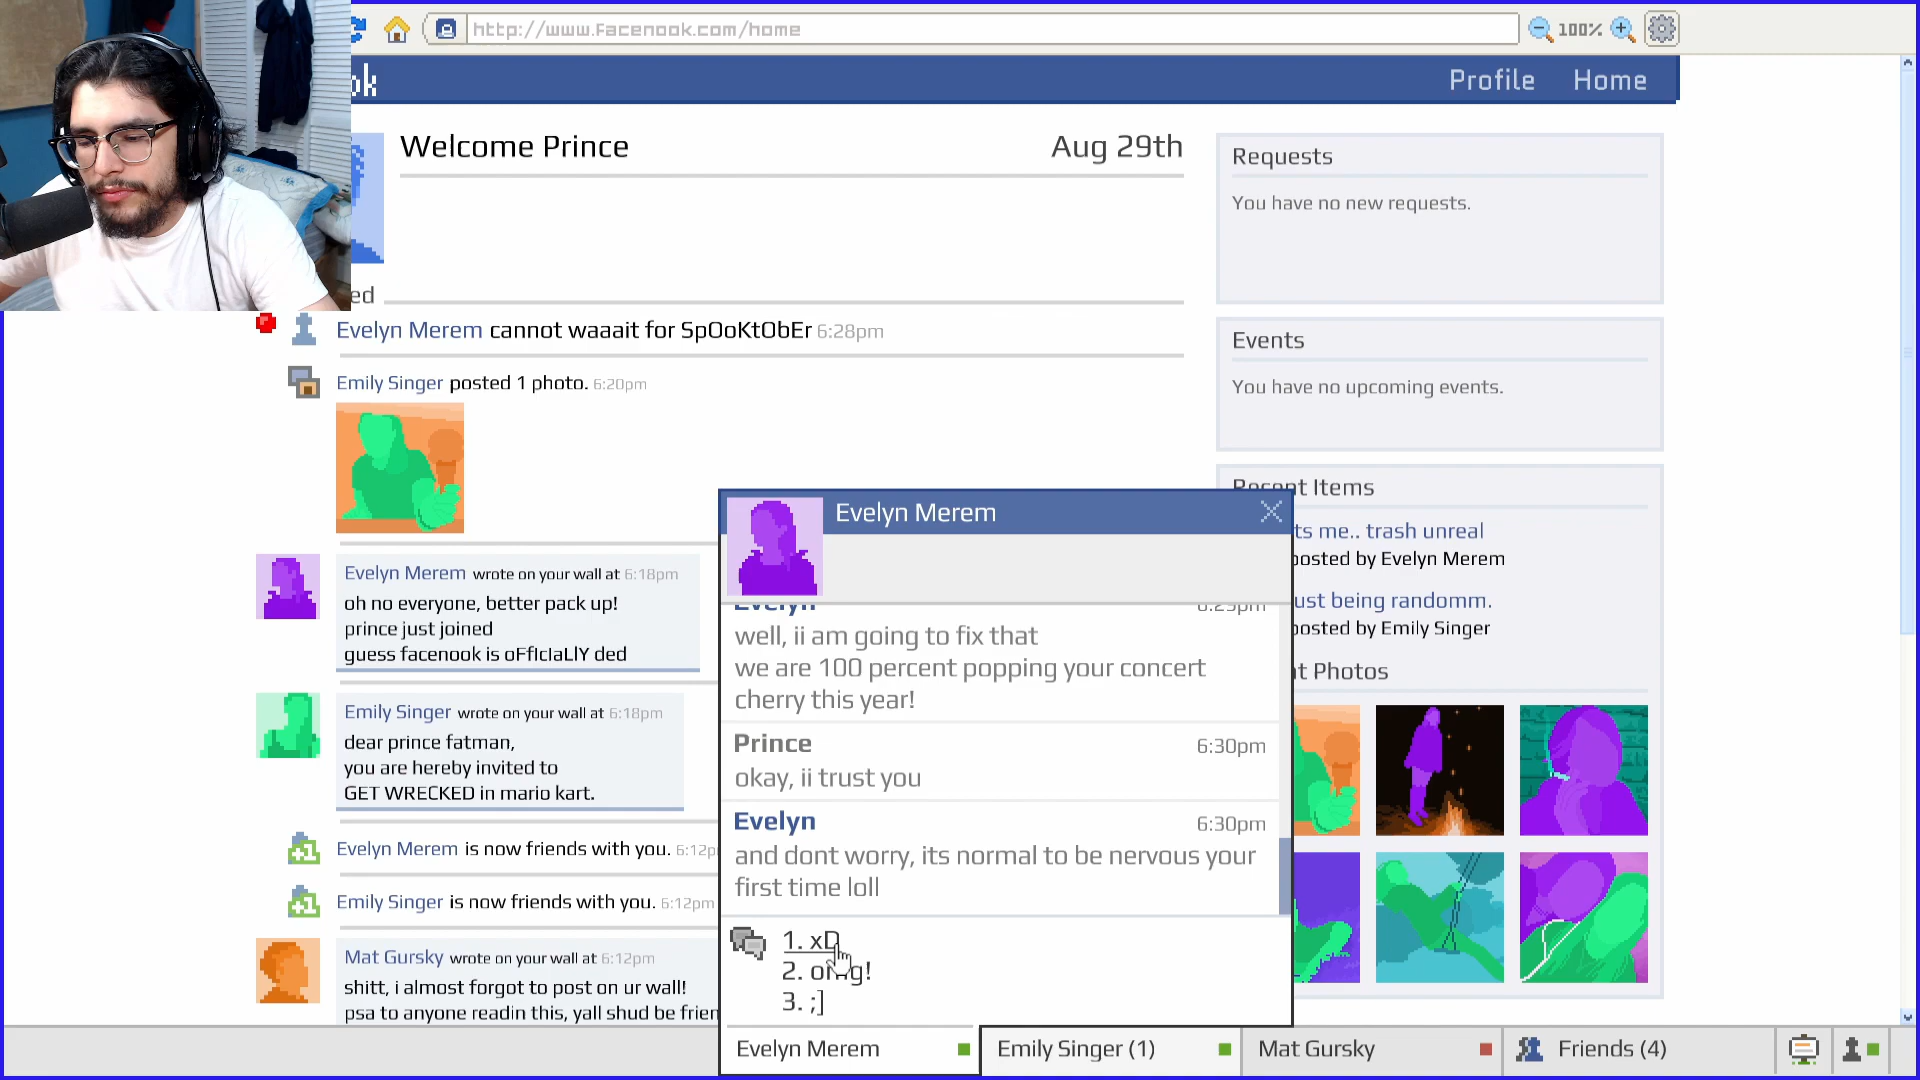 http://www.facenook.com/home
100%
ok
Profile Home
Welcome Prince
Aug 29th
ed
Evelyn Merem cannot waaait for SpOoKtObEr 6:28pm
Emily Singer posted 1 photo. 6:20pm
Evelyn Merem wrote on your wall at 6:18pm
oh no everyone, better pack up!
prince just joined
guess facenook is oFfIcIaLlY ded
Emily Singer wrote on your wall at 6:18pm
dear prince fatman,
you are hereby invited to
GET WRECKED in mario kart.
+1 Evelyn Merem is now friends with you. 6:12p
+1 Emily Singer is now friends with you. 6:12pm
Mat Gursky wrote on your wall at 6:12pm
shitt, i almost forgot to post on ur wall!
psa to anyone readin this, yall shud be frien
Evelyn Merem
Evelyn
well, ii am going to fix that
we are 100 percent popping your concert
cherry this year!
Prince 6:30pm
okay, ii trust you
Evelyn 6:30pm
and dont worry, its normal to be nervous your
first time loll
1. xD
2. omg!
3. ;]
Requests
You have no new requests.
Events
You have no upcoming events.
Recent Items
ts me.. trash unreal
posted by Evelyn Merem
ust being randomm.
posted by Emily Singer
t Photos
Evelyn Merem
Emily Singer (1)
Mat Gursky
Friends (4)